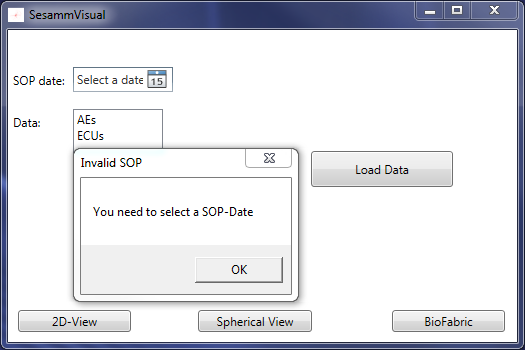 SesammVisual
SOP date:
Select a date
15
Data:
AEs
ECUs
Invalid SOP
You need to select a SOP-Date
OK
Load Data
2D-View
Spherical View
BioFabric